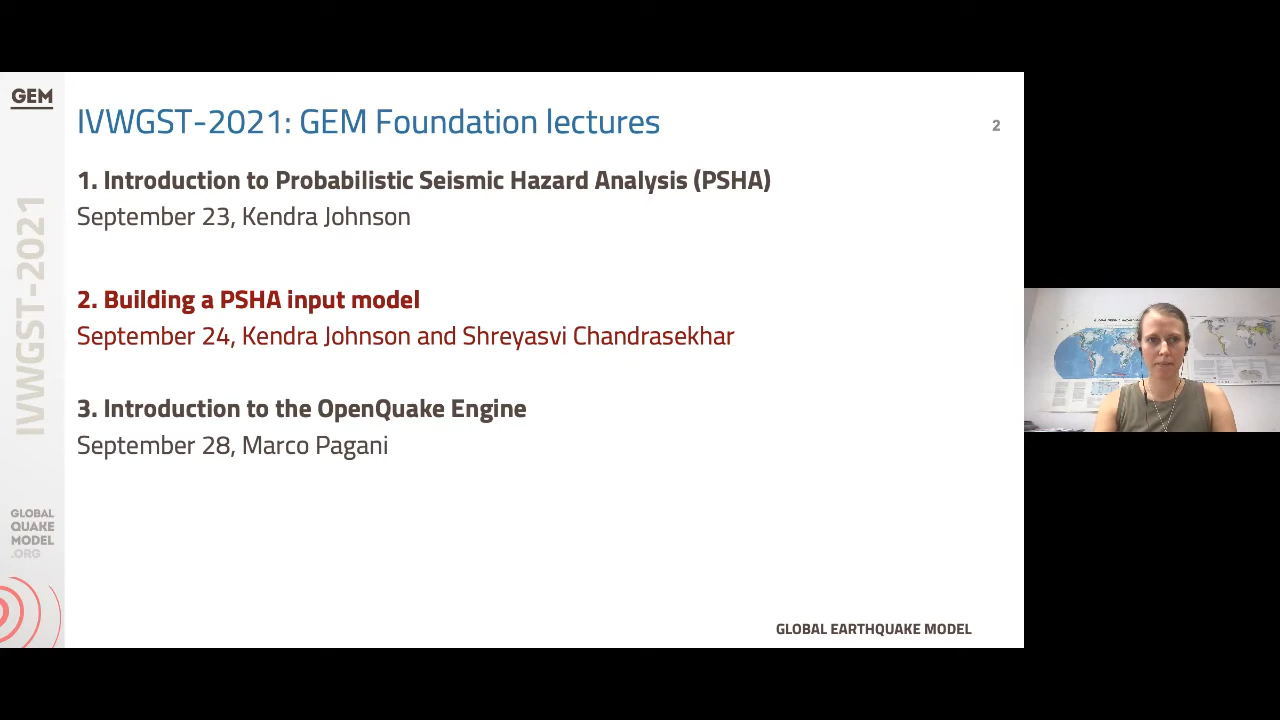 GEM
IVWGST-2021
GLOBAL
QUAKE
MODEL
.ORG
IVWGST-2021: GEM Foundation lectures
2
1. Introduction to Probabilistic Seismic Hazard Analysis (PSHA)
September 23, Kendra Johnson
2. Building a PSHA input model
September 24, Kendra Johnson and Shreyasvi Chandrasekhar
3. Introduction to the OpenQuake Engine
September 28, Marco Pagani
GLOBAL EARTHQUAKE MODEL